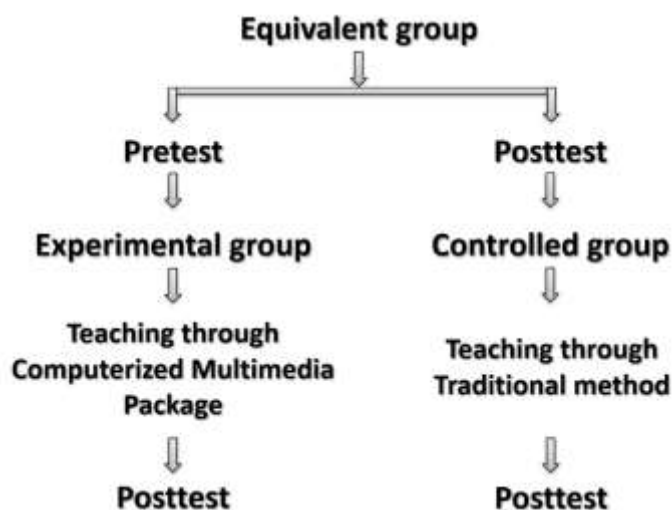 Equivalent group
Pretest
Posttest
Experimental group
Controlled group
Teaching through
Computerized Multimedia
Package
Teaching through
Traditional method
Posttest
Posttest